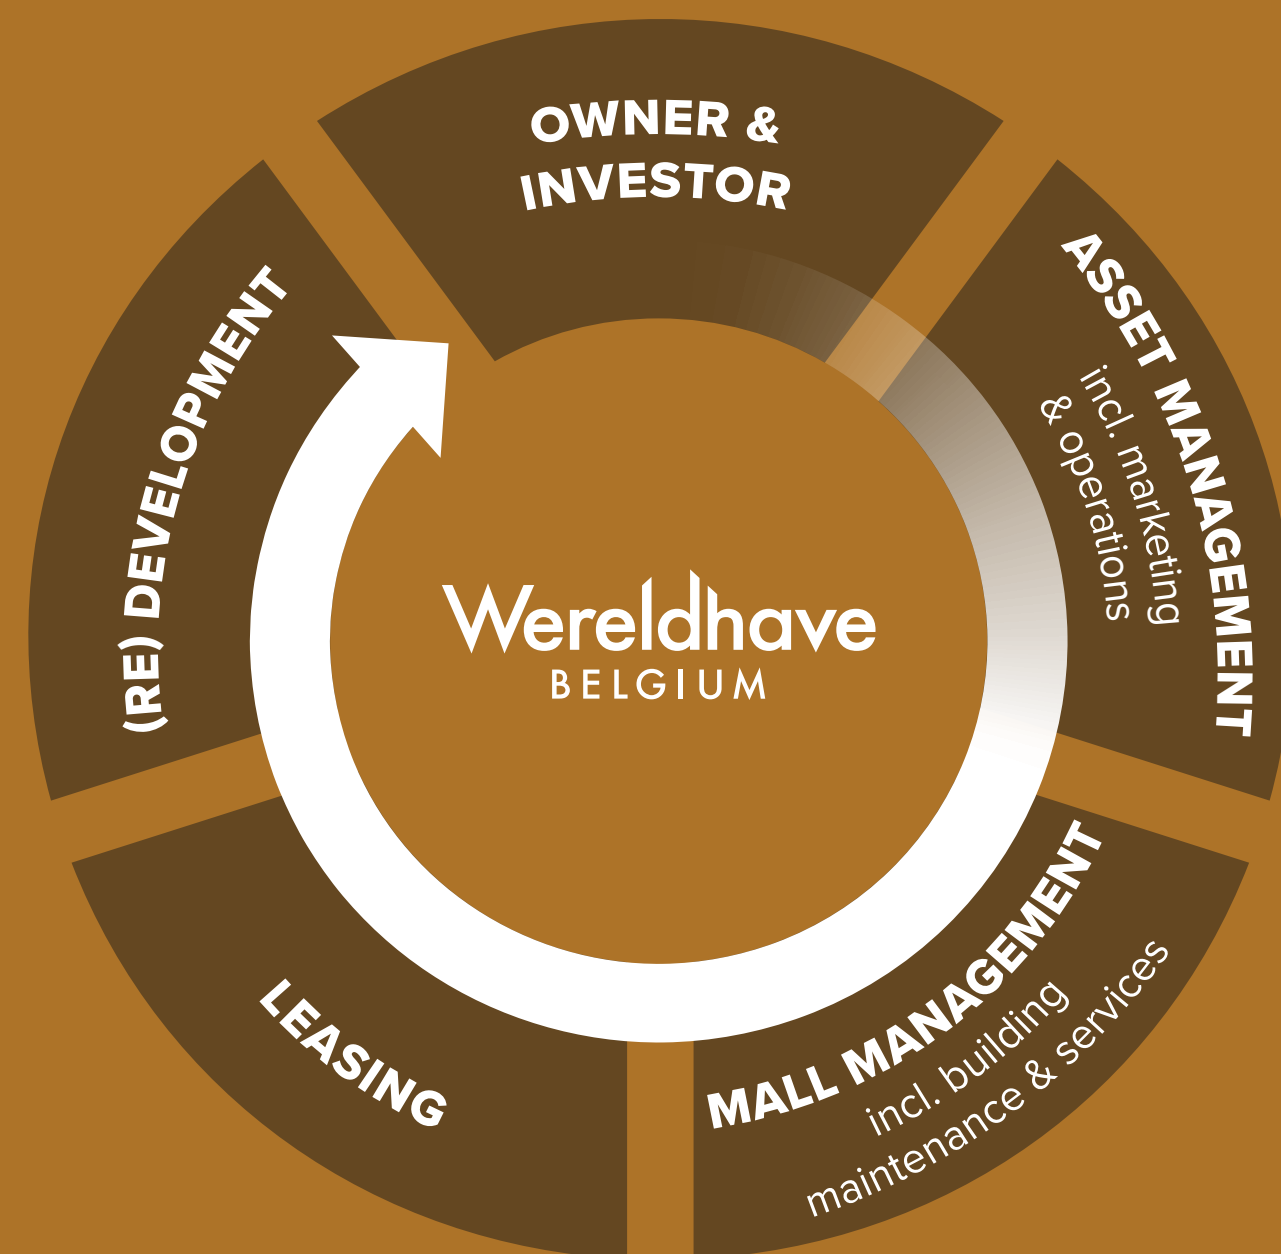 OWNER &
INVESTOR
ASSET MANAGEMENT
incl. marketing
& operations
MALL MANAGEMENT
incl. building
maintenance & services
LEASING
(RE) DEVELOPMENT
Wereldhave
BELGIUM